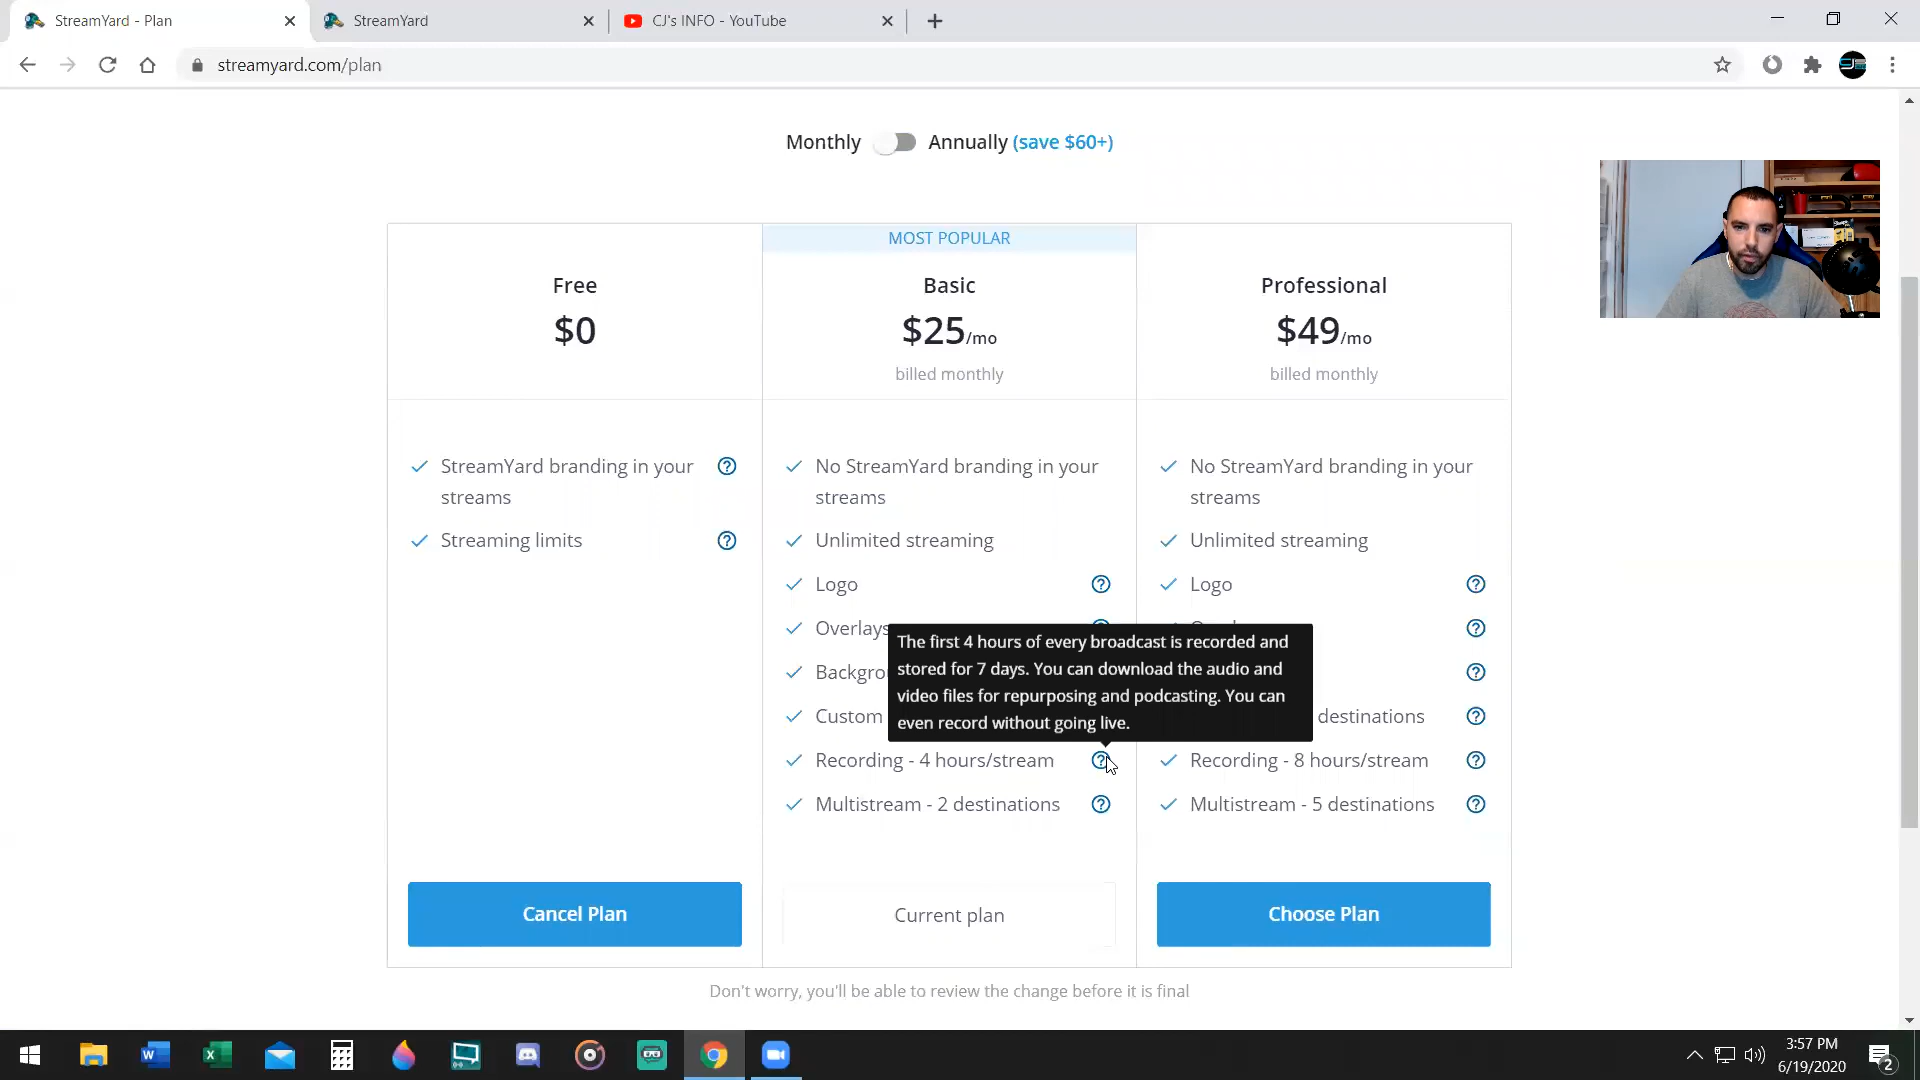 StreamYard - Plan
StreamYard
CJ's INFO - YouTube
streamyard.com/plan
Monthly
Annually (save $60+)
MOST POPULAR
Free
$0
Basic
$25/mo
billed monthly
Professional
$49/mo
billed monthly
StreamYard branding in your
streams
Streaming limits
No StreamYard branding in your
streams
Unlimited streaming
Logo
Overlays
Backgro
Custom
Recording - 4 hours/stream
Multistream - 2 destinations
The first 4 hours of every broadcast is recorded and
stored for 7 days. You can download the audio and
video files for repurposing and podcasting. You can
even record without going live.
No StreamYard branding in your
streams
Unlimited streaming
Logo
destinations
Recording - 8 hours/stream
Multistream - 5 destinations
Cancel Plan
Current plan
Choose Plan
Don't worry, you'll be able to review the change before it is final
3:57 PM
6/19/2020
2